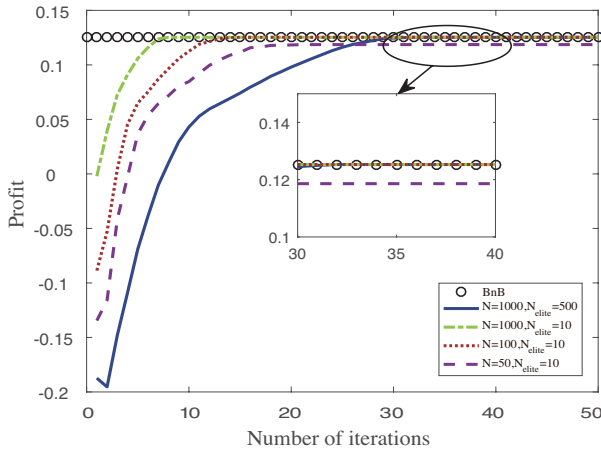 0.15
0.1
0.05
0
-0.05
-0.1
-0.15
-0.2
Profit
0.14
0.12
0.1
30
35
40
BnB
N=1000,N_elite=500
N=1000,N_elite=10
N=100,N_elite=10
N=50,N_elite=10
0
10
20
30
40
50
Number of iterations